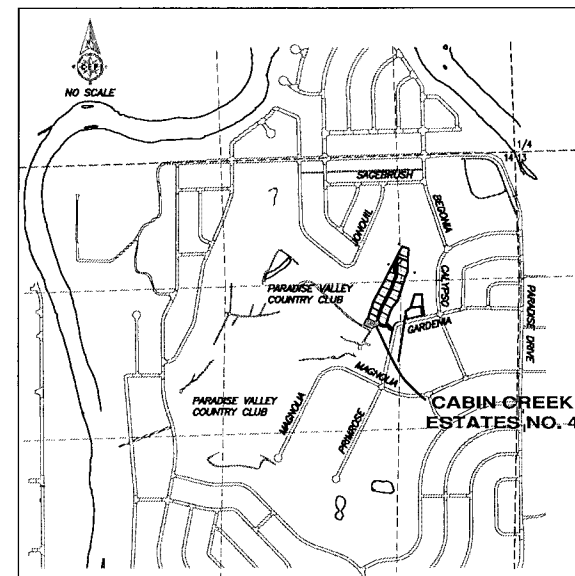 N
NO SCALE
1/4
14 13
SAGEBRUSH
JONQUIL
BEGONIA
PARADISE VALLEY
COUNTRY CLUB
CALYPSO
GARDENIA
PARADISE DRIVE
MAGNOLIA
PARADISE VALLEY
COUNTRY CLUB
MAGNOLIA
PRIMROSE
CABIN CREEK
ESTATES NO. 4